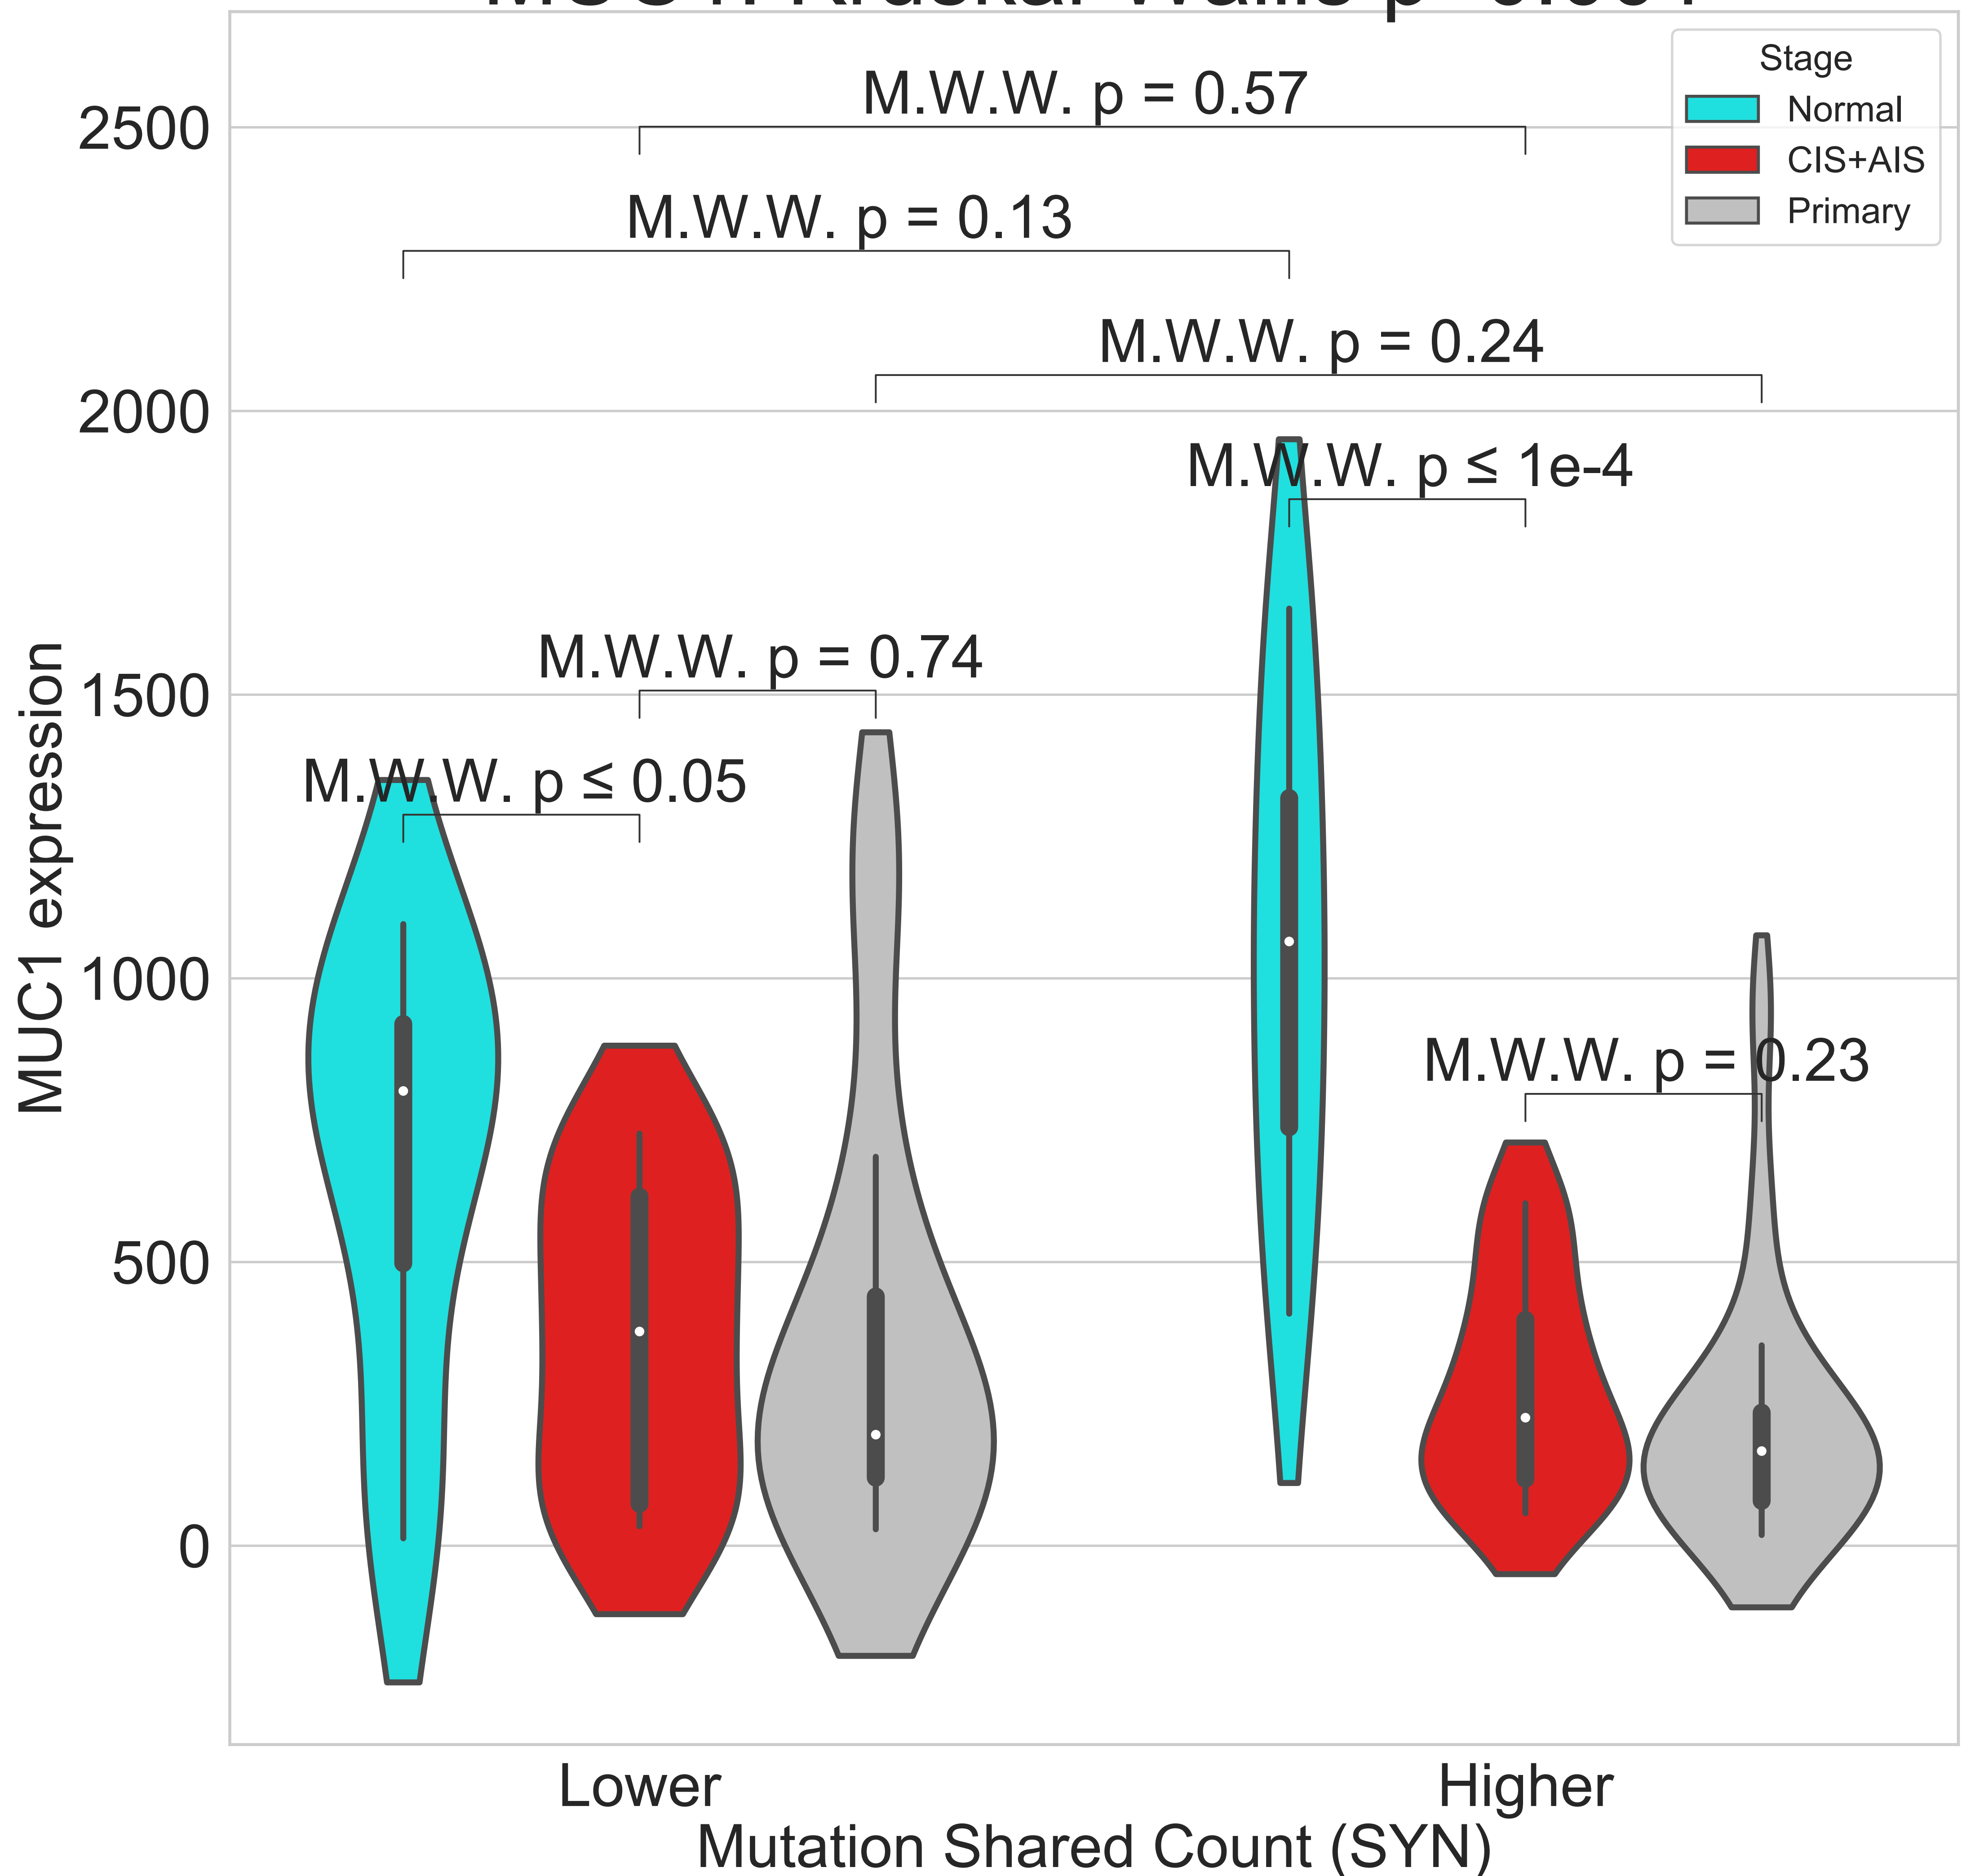 Stage
Normal
CIS+AIS
Primary
M.W.W. p = 0.57
M.W.W. p = 0.13
M.W.W. p = 0.24
M.W.W. p ≤ 1e-4
M.W.W. p = 0.74
M.W.W. p ≤ 0.05
M.W.W. p = 0.23
2500
2000
1500
1000
500
0
MUC1 expression
Lower
Higher
Mutation Shared Count (SYN)